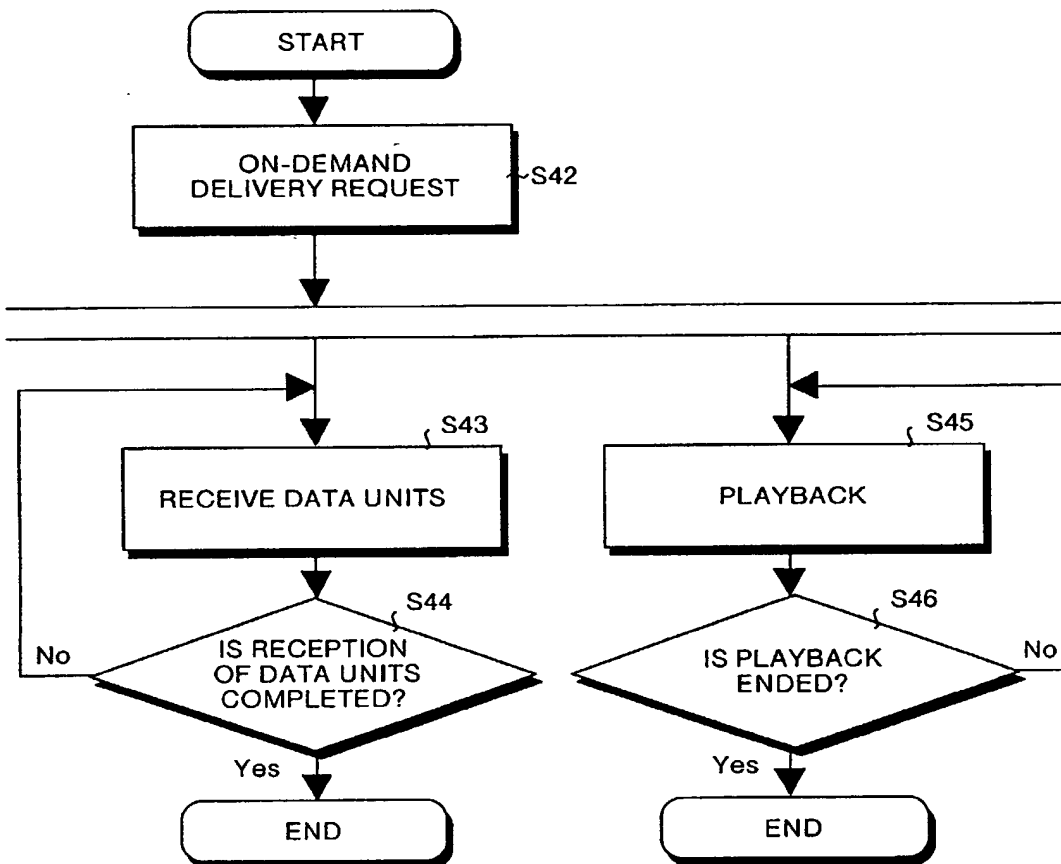 START
ON-DEMAND
DELIVERY REQUEST
S42
S43
RECEIVE DATA UNITS
S44
IS RECEPTION
OF DATA UNITS
COMPLETED?
No
Yes
END
S45
PLAYBACK
S46
IS PLAYBACK
ENDED?
No
Yes
END